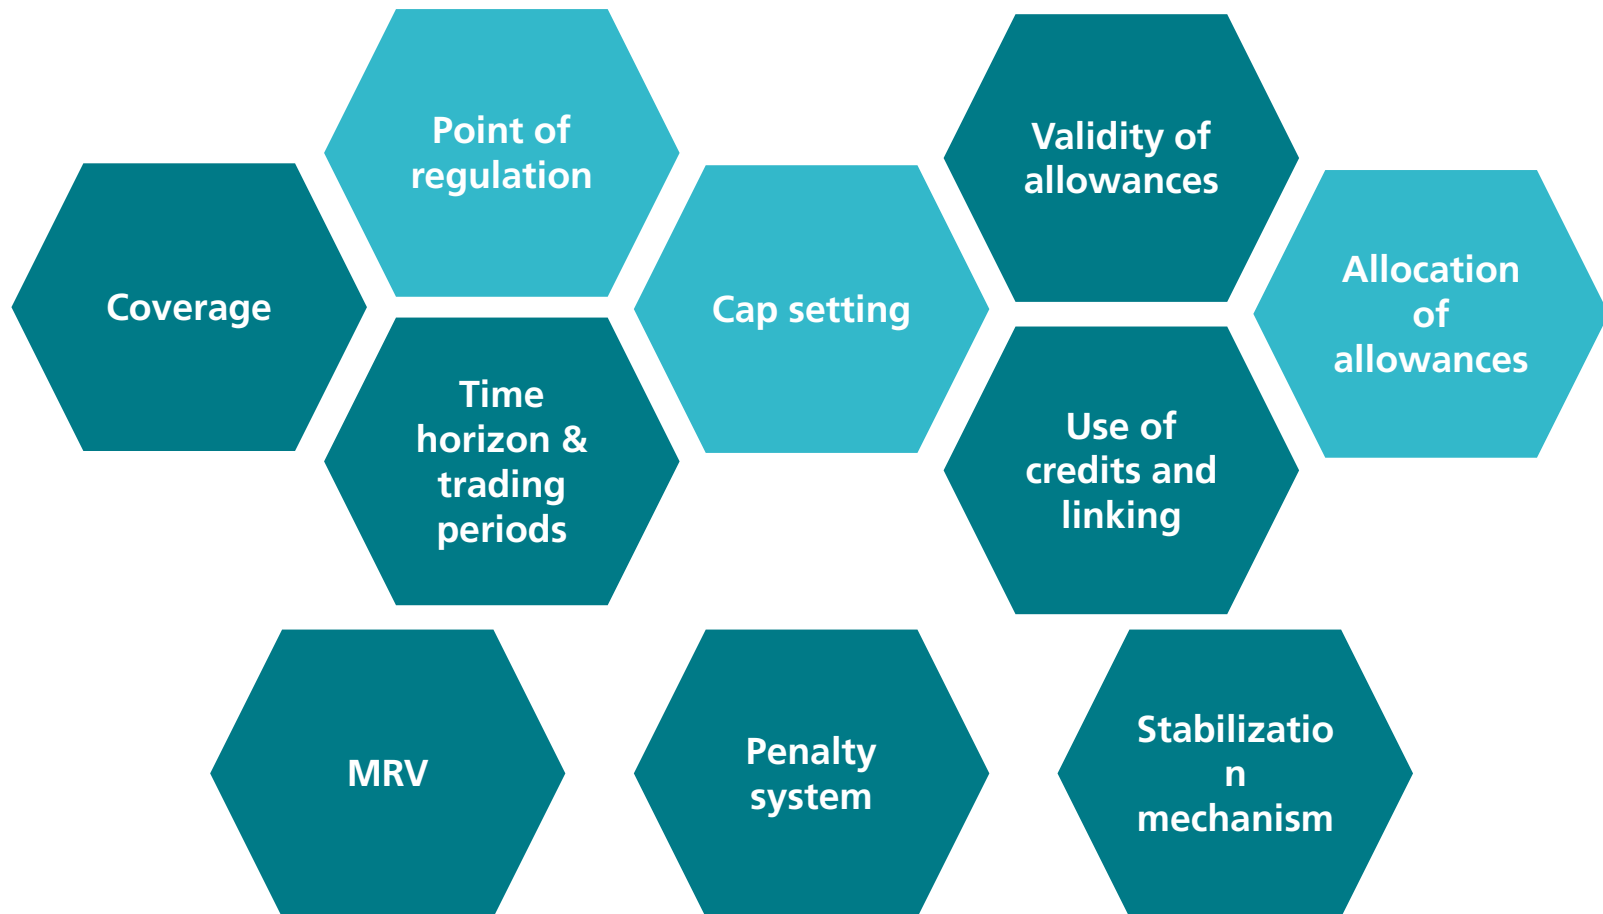 Point of
regulation
Validity of
allowances
Coverage
Cap setting
Allocation
of
allowances
Time
horizon &
trading
periods
Use of
credits and
linking
MRV
Penalty
system
Stabilizatio
n
mechanism